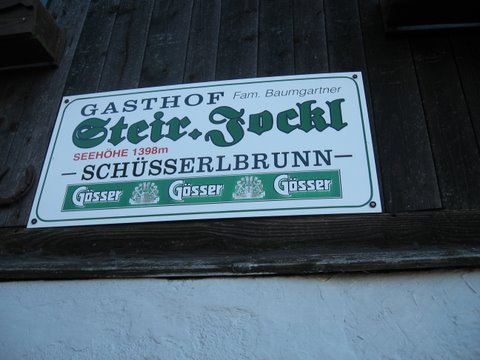 GASTHOF Fam. Baumgartner
Steir. Jockl
SEEHÖHE 1398m
– SCHÜSSERLBRUNN –
Gösser Gösser Gösser